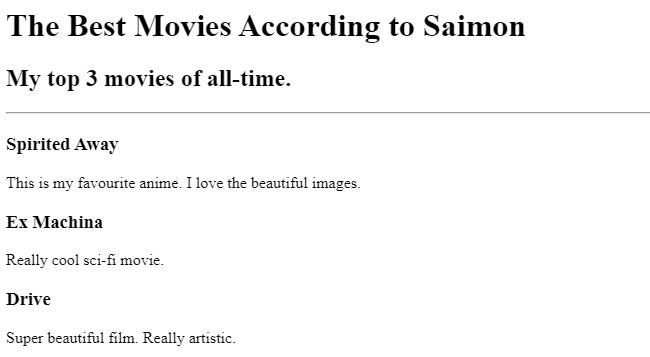 The Best Movies According to Saimon
My top 3 movies of all-time.
Spirited Away
This is my favourite anime. I love the beautiful images.
Ex Machina
Really cool sci-fi movie.
Drive
Super beautiful film. Really artistic.